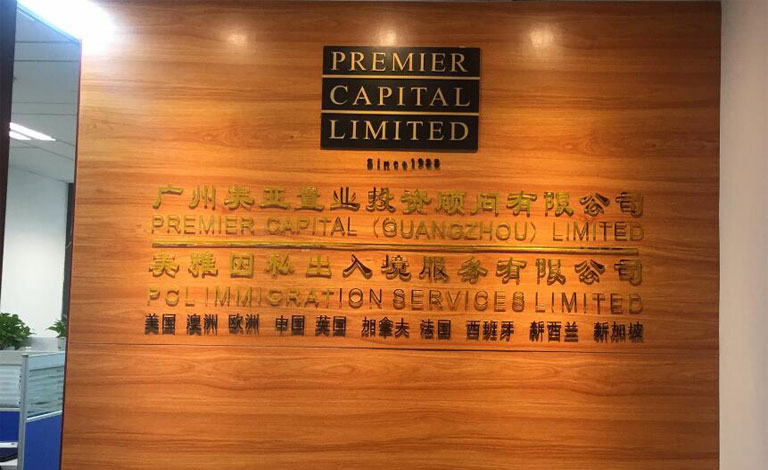 PREMIER
CAPITAL
LIMITED
Since1988
广州美亚置业投资顾问有限公司
PREMIER CAPITAL (GUANGZHOU) LIMITED
美雅因私出入境服务有限公司
PCL IMMIGRATION SERVICES LIMITED
美国 澳洲 欧洲 中国 英国 加拿大 法国 西班牙 新西兰 新加坡